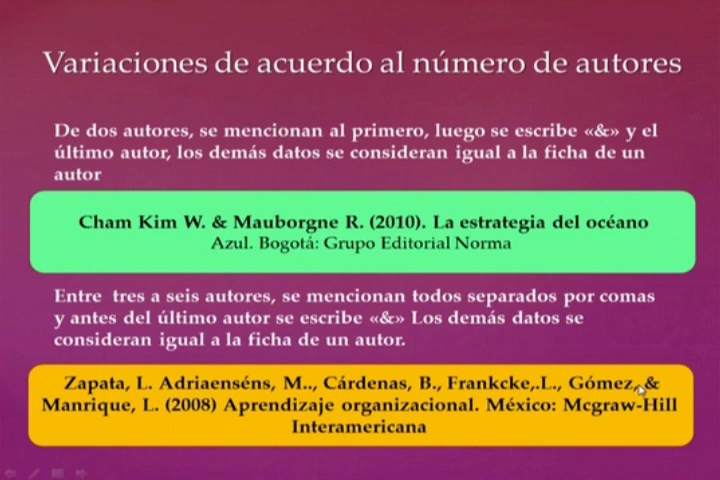 Variaciones de acuerdo al número de autores
De dos autores, se mencionan al primero, luego se escribe «&» y el
último autor, los demás datos se consideran igual a la ficha de un
autor
Cham Kim W. & Mauborgne R. (2010). La estrategia del océano
Azul. Bogotá: Grupo Editorial Norma
Entre tres a seis autores, se mencionan todos separados por comas
y antes del último autor se escribe «&» Los demás datos se
consideran igual a la ficha de un autor.
Zapata, L. Adriaenséns, M.., Cárdenas, B., Frankcke,.L., Gómez, &
Manrique, L. (2008) Aprendizaje organizacional. México: Mcgraw-Hill
Interamericana